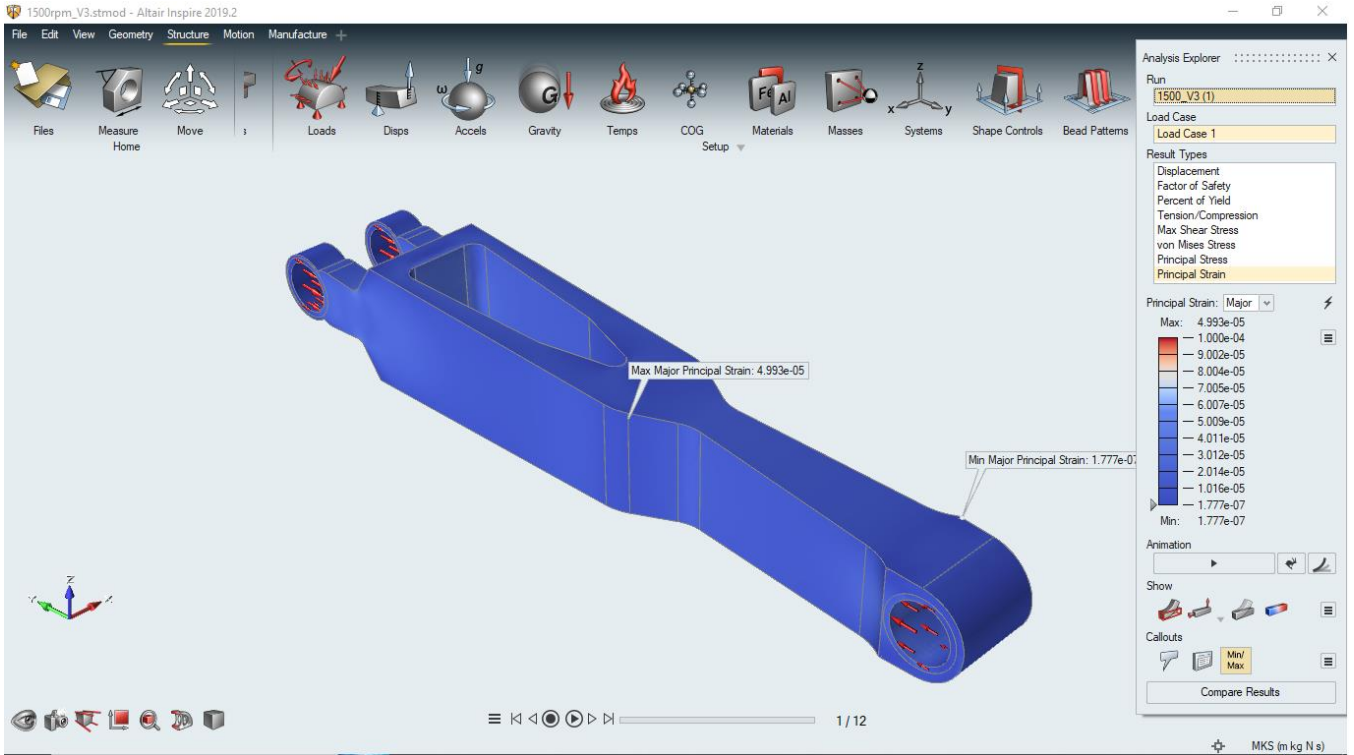 1500rpm_V3.stmod - Altair Inspire 2019.2
File Edit View Geometry Structure Motion Manufacture
Files Measure Move s Loads Disps Accels Gravity Temps COG Materials Masses Systems Shape Controls Bead Patterns
Home Setup
g
ω
G
Fe Al
z
x y
Analysis Explorer
Run
1500_V3 (1)
Load Case
Load Case 1
Result Types
Displacement
Factor of Safety
Percent of Yield
Tension/Compression
Max Shear Stress
von Mises Stress
Principal Stress
Principal Strain
Principal Strain: Major
Max: 4.993e-05
1.000e-04
9.002e-05
8.004e-05
7.005e-05
6.007e-05
5.009e-05
4.011e-05
3.012e-05
2.014e-05
1.016e-05
1.777e-07
Min: 1.777e-07
Animation
Show
Callouts
Min/
Max
Compare Results
Max Major Principal Strain: 4.993e-05
Min Major Principal Strain: 1.777e-07
Z
1 / 12
MKS (m kg N s)